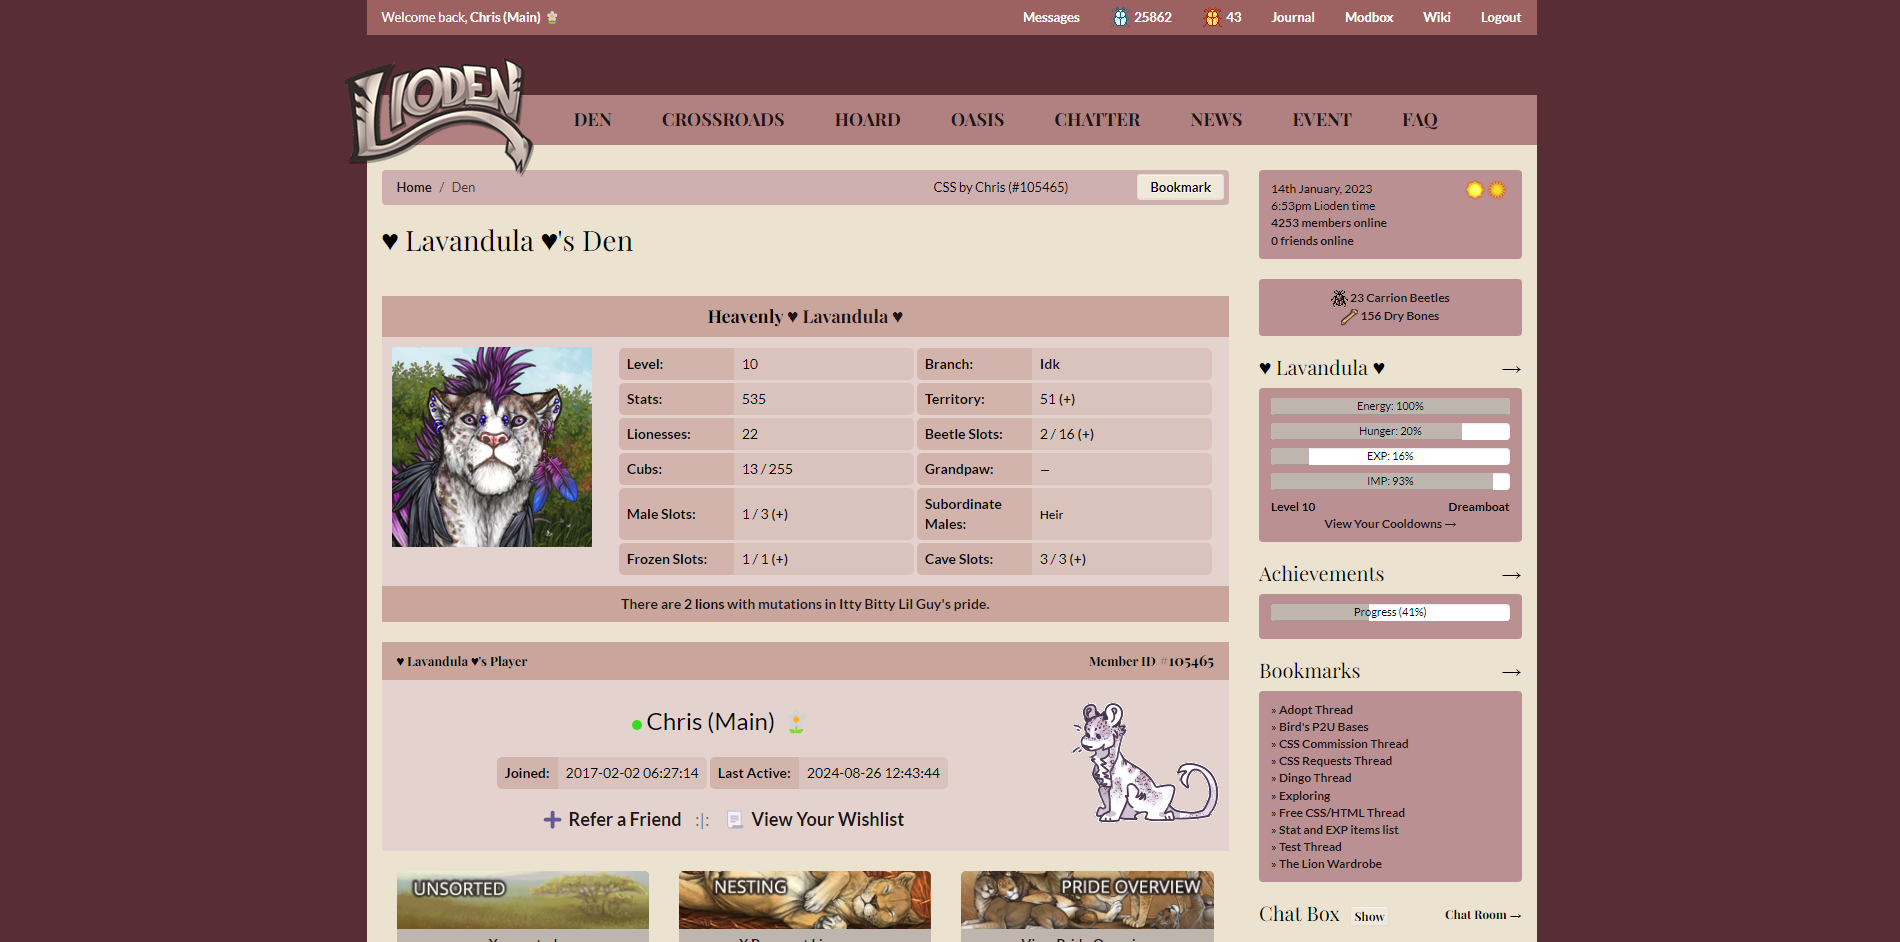 Welcome back, Chris (Main)
Messages 25862 43 Journal Modbox Wiki Logout
LIODEN
DEN CROSSROADS HOARD OASIS CHATTER NEWS EVENT FAQ
Home / Den CSS by Chris (#105465) Bookmark
♥ Lavandula ♥'s Den
Heavenly ♥ Lavandula ♥
Level: 10 Branch: Idk
Stats: 535 Territory: 51 (+)
Lionesses: 22 Beetle Slots: 2 / 16 (+)
Cubs: 13 / 255 Grandpaw: —
Male Slots: 1 / 3 (+) Subordinate Males: Heir
Frozen Slots: 1 / 1 (+) Cave Slots: 3 / 3 (+)
There are 2 lions with mutations in Itty Bitty Lil Guy's pride.
♥ Lavandula ♥'s Player Member ID #105465
Chris (Main)
Joined: 2017-02-02 06:27:14 Last Active: 2024-08-26 12:43:44
Refer a Friend :|: View Your Wishlist
UNSORTED NESTING PRIDE OVERVIEW
14th January, 2023
6:53pm Lioden time
4253 members online
0 friends online
23 Carrion Beetles
156 Dry Bones
♥ Lavandula ♥ →
Energy: 100%
Hunger: 20%
EXP: 16%
IMP: 93%
Level 10 Dreamboat
View Your Cooldowns →
Achievements →
Progress (41%)
Bookmarks →
» Adopt Thread
» Bird's P2U Bases
» CSS Commission Thread
» CSS Requests Thread
» Dingo Thread
» Exploring
» Free CSS/HTML Thread
» Stat and EXP items list
» Test Thread
» The Lion Wardrobe
Chat Box Show Chat Room →